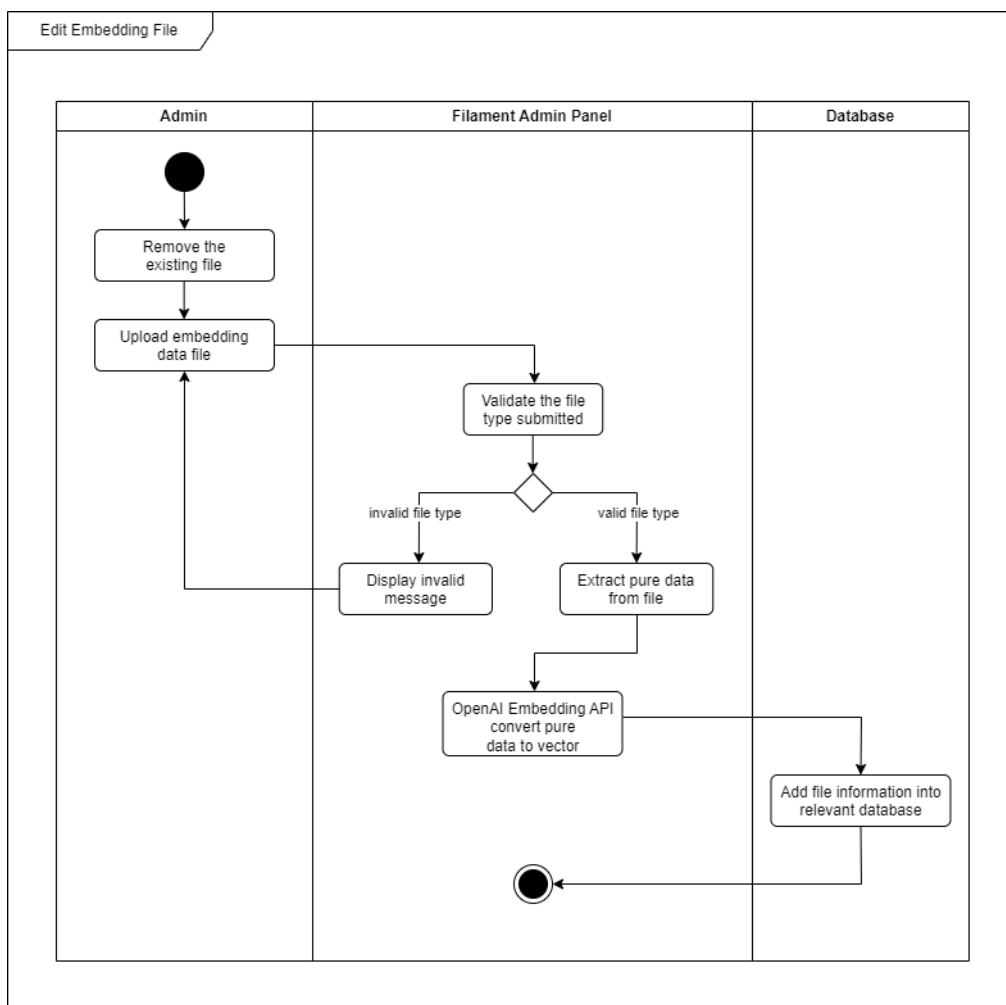 Edit Embedding File
Admin
Filament Admin Panel
Database
Remove the
existing file
Upload embedding
data file
Validate the file
type submitted
invalid file type
valid file type
Display invalid
message
Extract pure data
from file
OpenAI Embedding API
convert pure
data to vector
Add file information into
relevant database